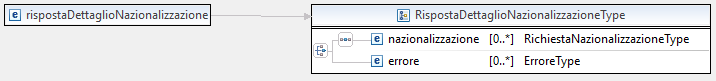 e rispostaDettaglioNazionalizzazione
RispostaDettaglioNazionalizzazioneType
e nazionalizzazione [0..*] RichiestaNazionalizzazioneType
e errore [0..*] ErroreType